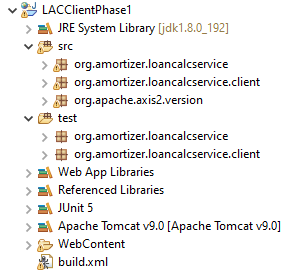 LACClientPhase1
JRE System Library [jdk1.8.0_192]
src
org.amortizer.loancalcservice
org.amortizer.loancalcservice.client
org.apache.axis2.version
test
org.amortizer.loancalcservice
org.amortizer.loancalcservice.client
Web App Libraries
Referenced Libraries
JUnit 5
Apache Tomcat v9.0 [Apache Tomcat v9.0]
WebContent
build.xml